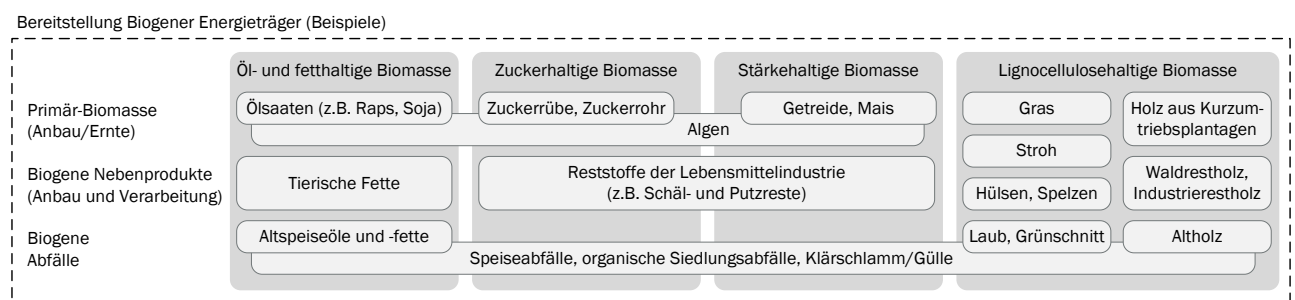 Bereitstellung Biogener Energieträger (Beispiele)
Öl- und fetthaltige Biomasse
Zuckerhaltige Biomasse
Stärkehaltige Biomasse
Lignocellulosehaltige Biomasse
Primär-Biomasse
(Anbau/Ernte)
Ölsaaten (z.B. Raps, Soja)
Zuckerrübe, Zuckerrohr
Getreide, Mais
Algen
Gras
Stroh
Holz aus Kurzum-
triebsplantagen
Biogene Nebenprodukte
(Anbau und Verarbeitung)
Tierische Fette
Reststoffe der Lebensmittelindustrie
(z.B. Schäl- und Putzreste)
Hülsen, Spelzen
Waldrestholz,
Industrierestholz
Biogene
Abfälle
Altspeiseöle und -fette
Laub, Grünschnitt
Altholz
Speiseabfälle, organische Siedlungsabfälle, Klärschlamm/Gülle